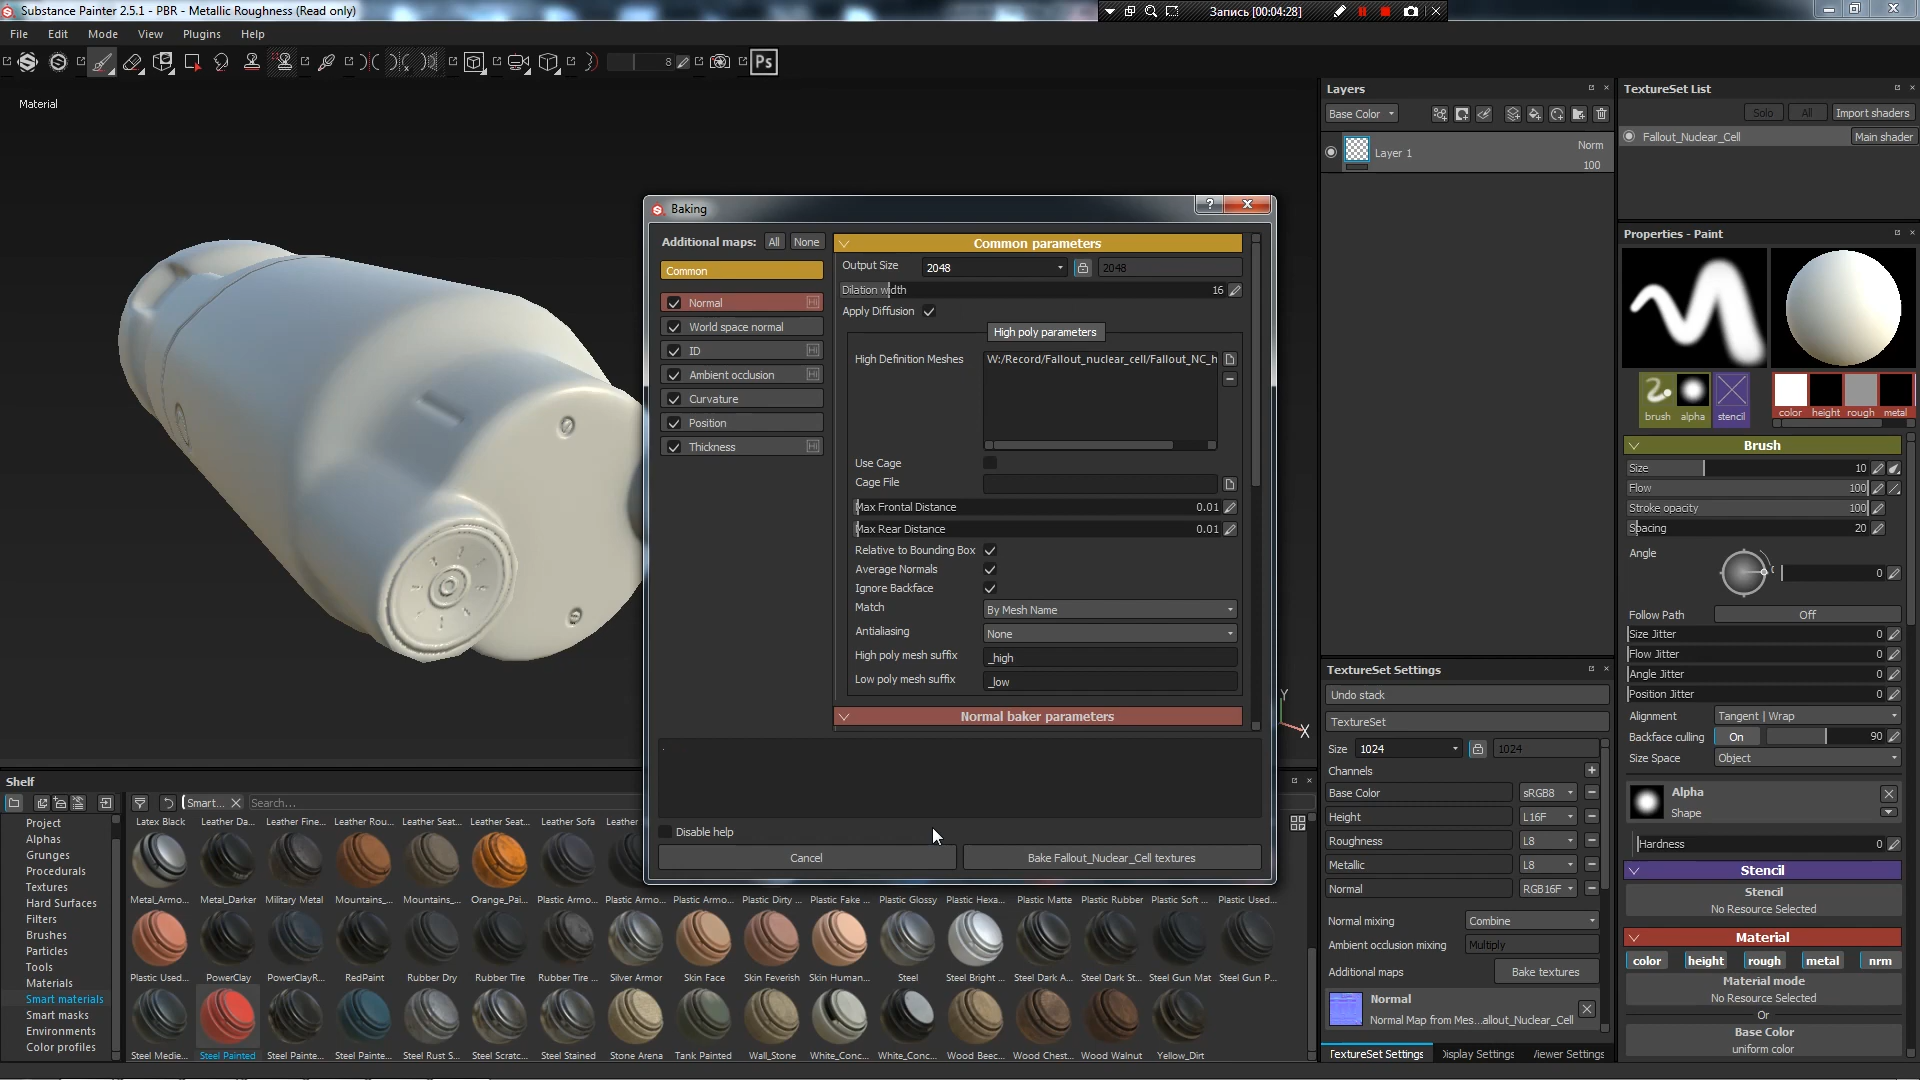 Substance Painter 2.5.1 - PBR - Metallic Roughness (Read only)
Запись [00:04:28]
File Edit Mode View Plugins Help
8
Ps
Material
Layers
Base Color
Layer 1
Norm
100
TextureSet List
Solo All Import shaders
Fallout_Nuclear_Cell
Main shader
Baking
Additional maps: All None
Common
Normal
World space normal
ID
Ambient occlusion
Curvature
Position
Thickness
Common parameters
Output Size 2048 2048
Dilation width 16
Apply Diffusion
High poly parameters
High Definition Meshes W:/Record/Fallout_nuclear_cell/Fallout_NC_h
Use Cage
Cage File
Max Frontal Distance 0.01
Max Rear Distance 0.01
Relative to Bounding Box
Average Normals
Ignore Backface
Match By Mesh Name
Antialiasing None
High poly mesh suffix _high
Low poly mesh suffix _low
Normal baker parameters
Disable help
Cancel
Bake Fallout_Nuclear_Cell textures
Properties - Paint
brush alpha stencil
color height rough metal
Brush
Size 10
Flow 100
Stroke opacity 100
Spacing 20
Angle 0
Follow Path Off
Size Jitter 0
Flow Jitter 0
Angle Jitter 0
Position Jitter 0
Alignment Tangent | Wrap
Backface culling On 90
Size Space Object
Alpha
Shape
Hardness 0
Stencil
Stencil
No Resource Selected
Material
color height rough metal nrm
Material mode
No Resource Selected
Or
Base Color
uniform color
TextureSet Settings
Undo stack
TextureSet
Size 1024 1024
Channels
Base Color sRGB8
Height L16F
Roughness L8
Metallic L8
Normal RGB16F
Normal mixing Combine
Ambient occlusion mixing Multiply
Additional maps Bake textures
Normal
Normal Map from Mes...allout_Nuclear_Cell
TextureSet Settings
Display Settings
Viewer Settings
Shelf
Smart... Search...
Project
Alphas
Grunges
Procedurals
Textures
Hard Surfaces
Filters
Brushes
Particles
Tools
Materials
Smart materials
Smart masks
Environments
Color profiles
Latex Black Leather Da... Leather Fine... Leather Rou... Leather Seat... Leather Seat... Leather Sofa Leather
Metal_Armo... Metal_Darker Military Metal Mountains_... Mountains_... Orange_Pai... Plastic Armo... Plastic Armo... Plastic Armo... Plastic Dirty ... Plastic Fake ... Plastic Glossy Plastic Hexa... Plastic Matte Plastic Rubber Plastic Soft ... Plastic Used...
Plastic Used... PowerClay PowerClayR... RedPaint Rubber Dry Rubber Tire Rubber Tire ... Silver Armor Skin Face Skin Feverish Skin Human... Steel Steel Bright ... Steel Dark A... Steel Dark St... Steel Gun Mat Steel Gun P...
Steel Medie... Steel Painted Steel Painte... Steel Painte... Steel Rust S... Steel Scratc... Steel Stained Stone Arena Tank Painted Wall_Stone White_Conc... White_Conc... Wood Beec... Wood Chest... Wood Walnut Yellow_Dirt
Y
X